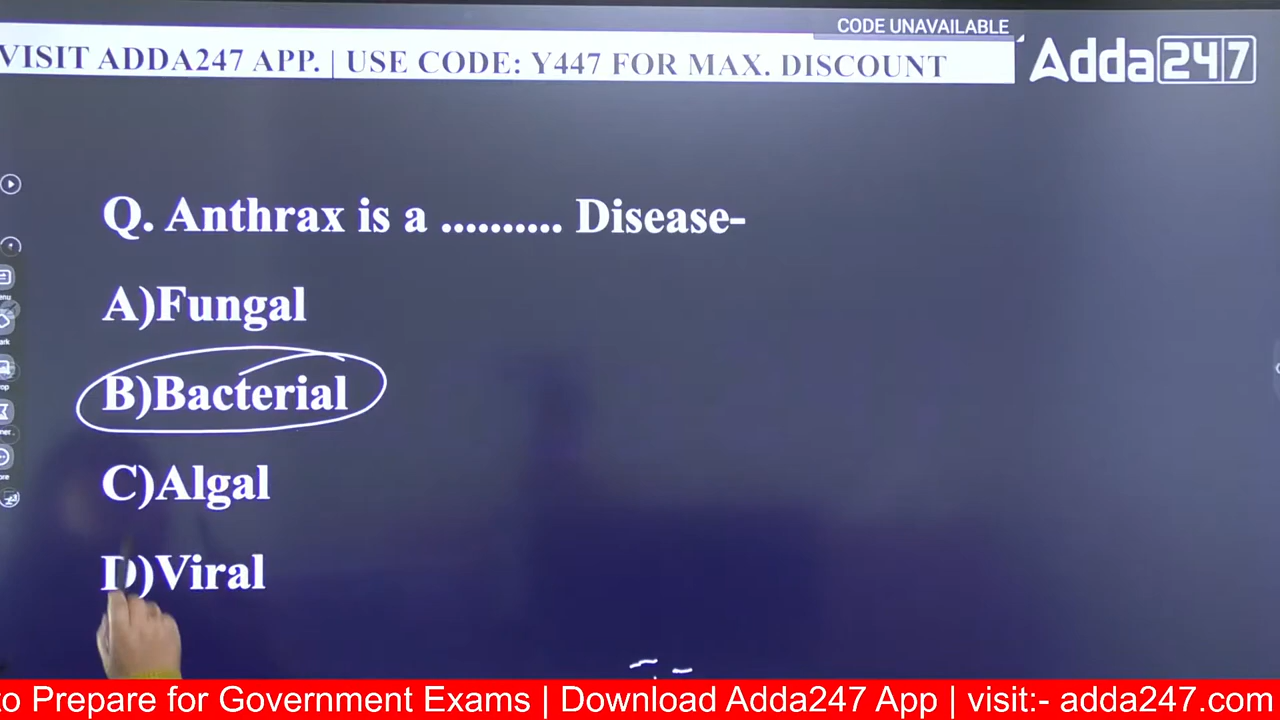 CODE UNAVAILABLE
VISIT ADDA247 APP. | USE CODE: Y447 FOR MAX. DISCOUNT
Adda247
Q. Anthrax is a .......... Disease-
A)Fungal
B)Bacterial
C)Algal
D)Viral
to Prepare for Government Exams | Download Adda247 App | visit:- adda247.com